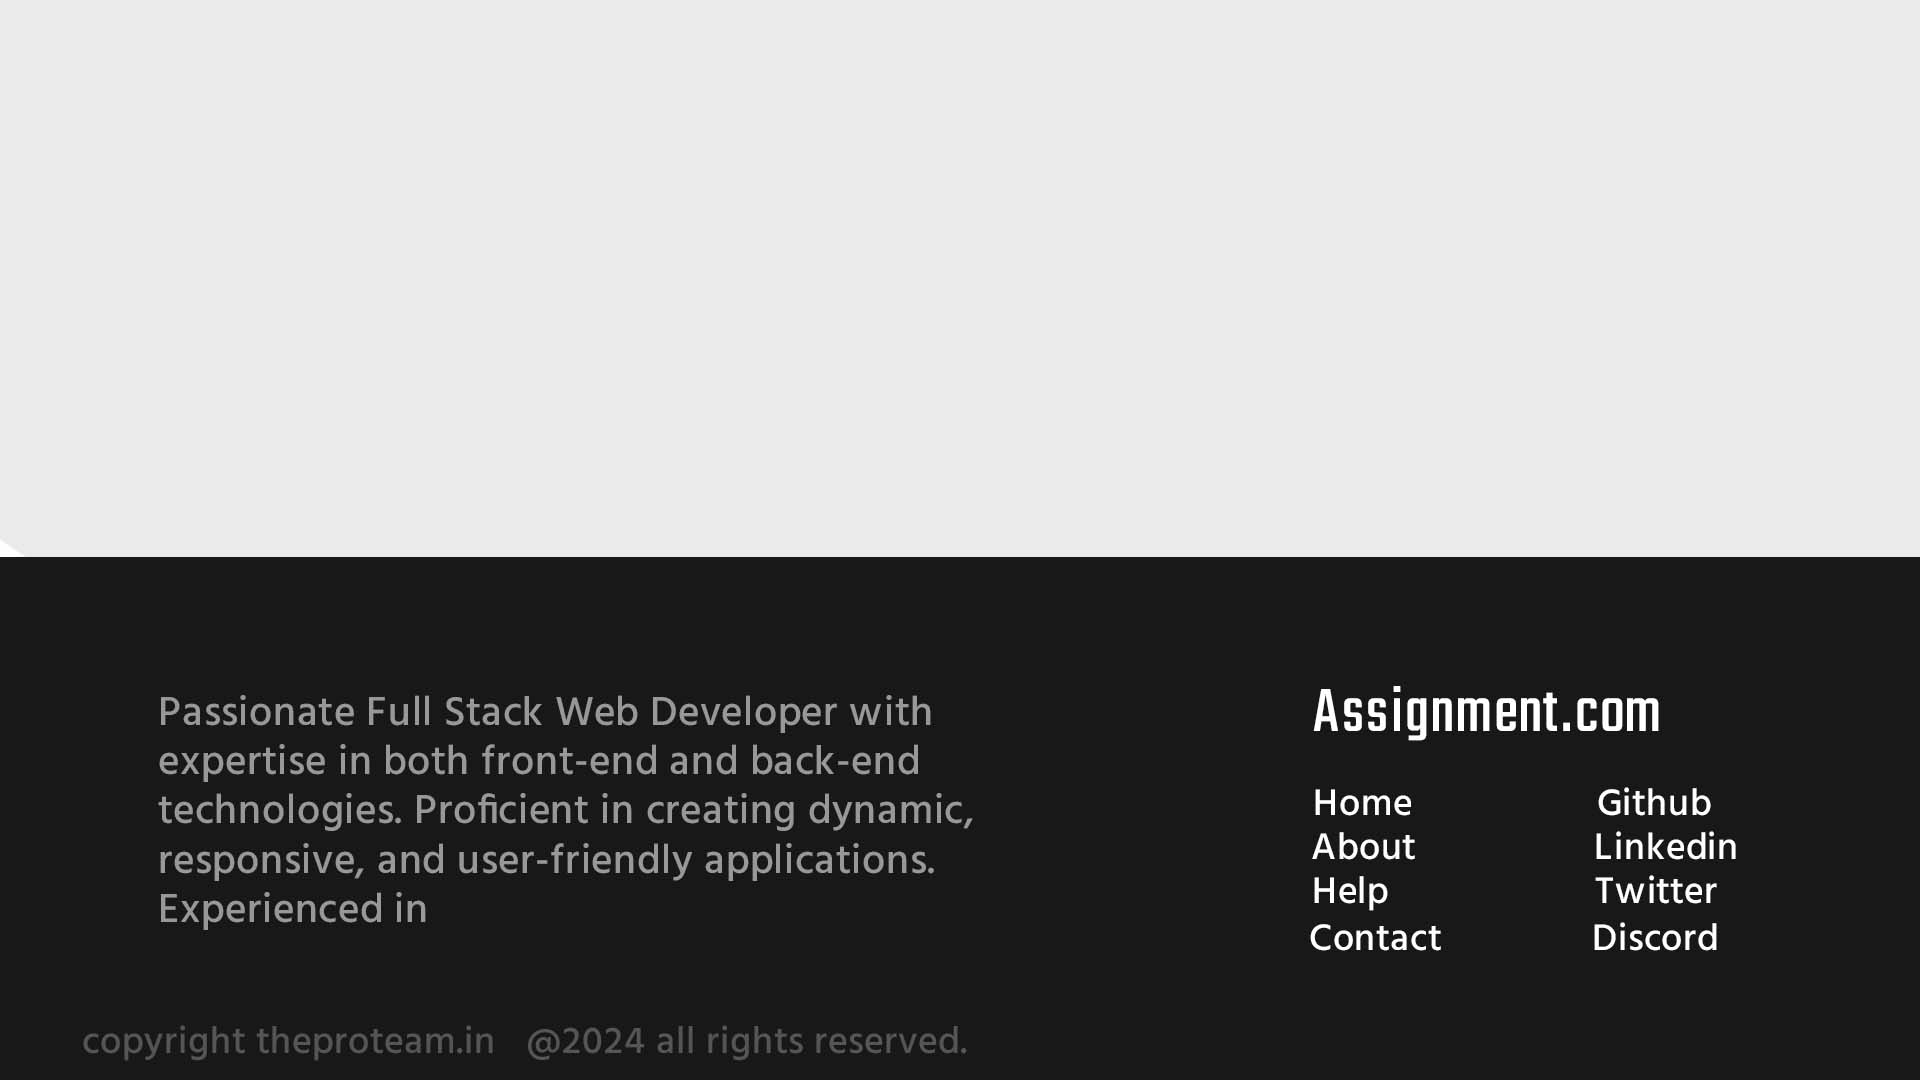 Passionate Full Stack Web Developer with
expertise in both front-end and back-end
technologies. Proficient in creating dynamic,
responsive, and user-friendly applications.
Experienced in
Assignment.com
Home
About
Help
Contact
Github
Linkedin
Twitter
Discord
copyright theproteam.in @2024 all rights reserved.